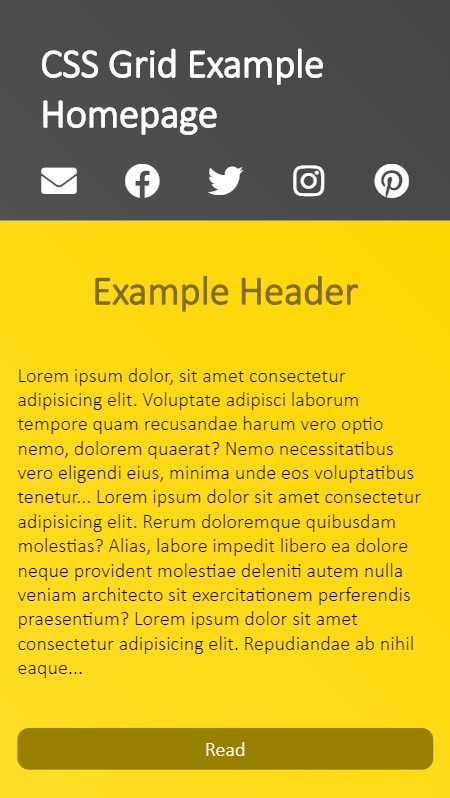 CSS Grid Example
Homepage
Example Header
Lorem ipsum dolor, sit amet consectetur
adipisicing elit. Voluptate adipisci laborum
tempore quam recusandae harum vero optio
nemo, dolorem quaerat? Nemo necessitatibus
vero eligendi eius, minima unde eos voluptatibus
tenetur... Lorem ipsum dolor sit amet consectetur
adipisicing elit. Rerum doloremque quibusdam
molestias? Alias, labore impedit libero ea dolore
neque provident molestiae deleniti autem nulla
veniam architecto sit exercitationem perferendis
praesentium? Lorem ipsum dolor sit amet
consectetur adipisicing elit. Repudiandae ab nihil
eaque...
Read